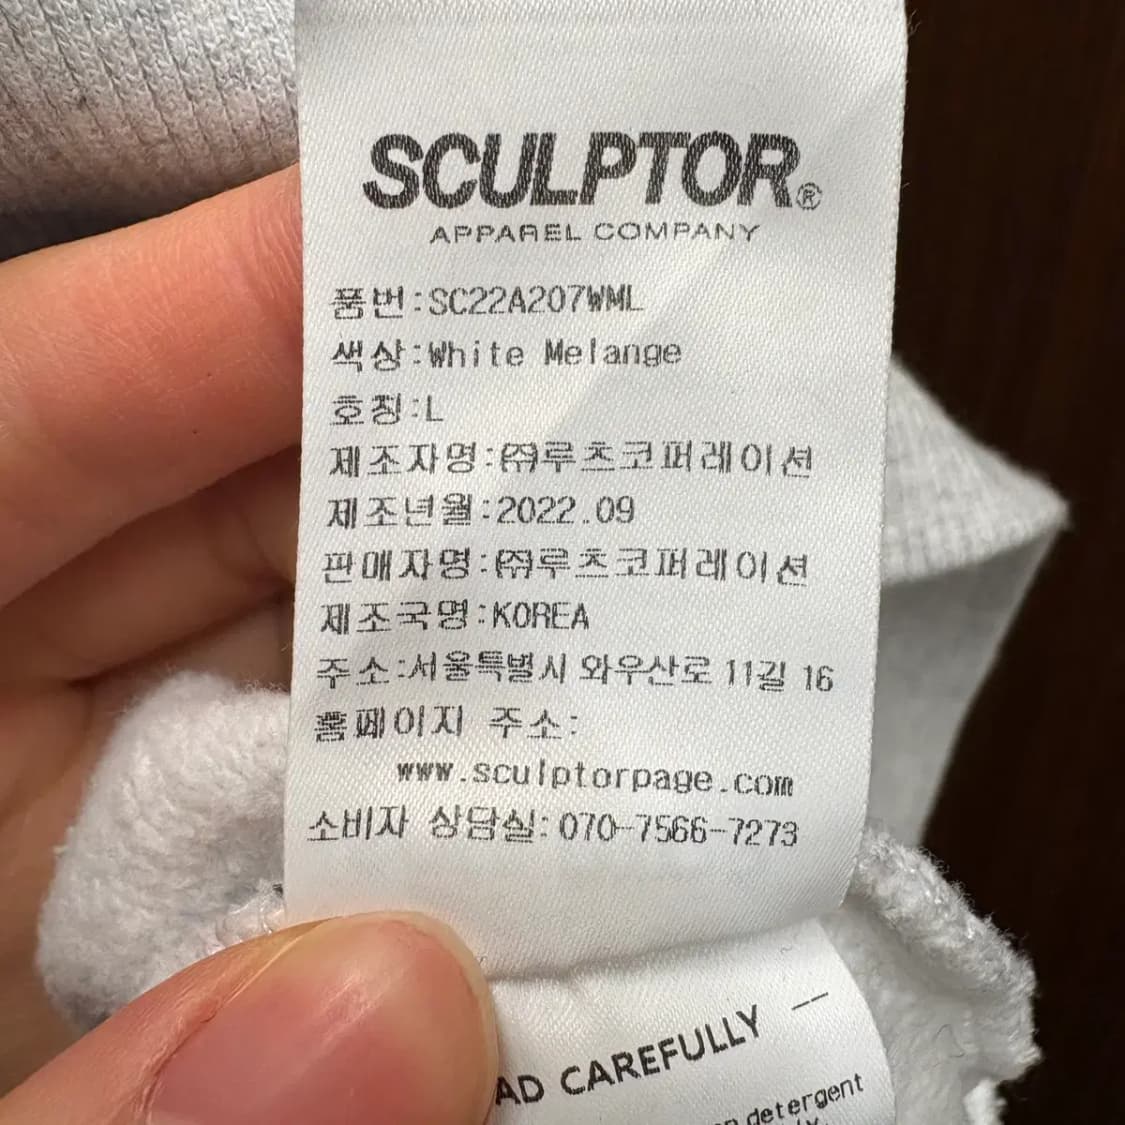 SCULPTOR®
APPAREL COMPANY
품번:SC22A207WML
색상:White Melange
호칭:L
제조자명:㈜루츠코퍼레이션
제조년월:2022.09
판매자명:㈜루츠코퍼레이션
제조국명:KOREA
주소:서울특별시 와우산로 11길 16
홈페이지 주소:
www.sculptorpage.com
소비자 상담실:070-7566-7273
CAREFULLY —
detergent